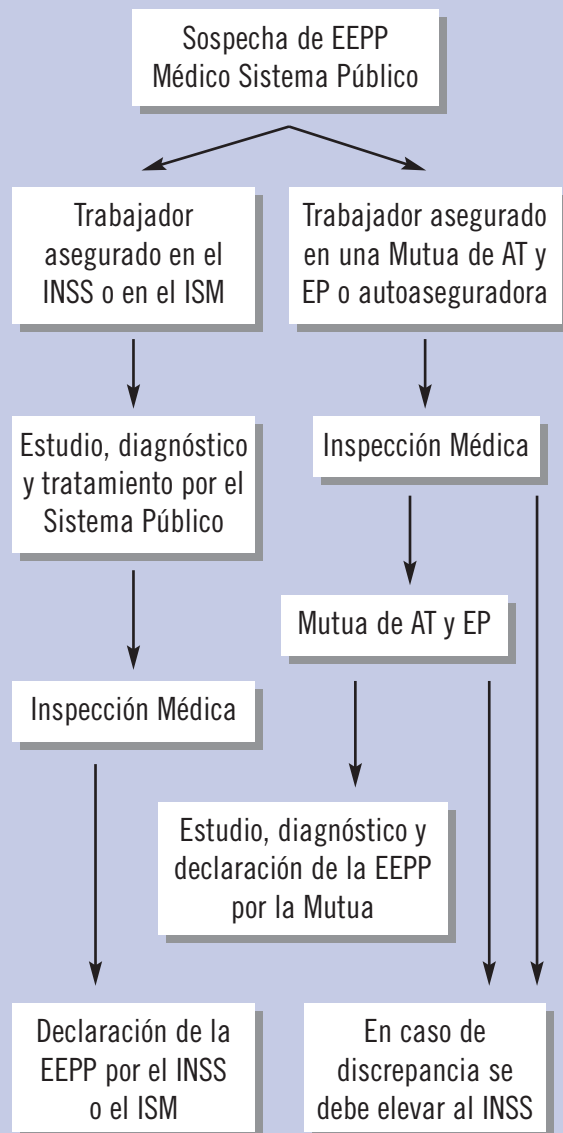 Sospecha de EEPP
Médico Sistema Público
Trabajador
asegurado en el
INSS o en el ISM
Trabajador asegurado
en una Mutua de AT y
EP o autoaseguradora
Estudio, diagnóstico
y tratamiento por el
Sistema Público
Inspección Médica
Mutua de AT y EP
Inspección Médica
Estudio, diagnóstico y
declaración de la EEPP
por la Mutua
Declaración de la
EEPP por el INSS
o el ISM
En caso de
discrepancia se
debe elevar al INSS